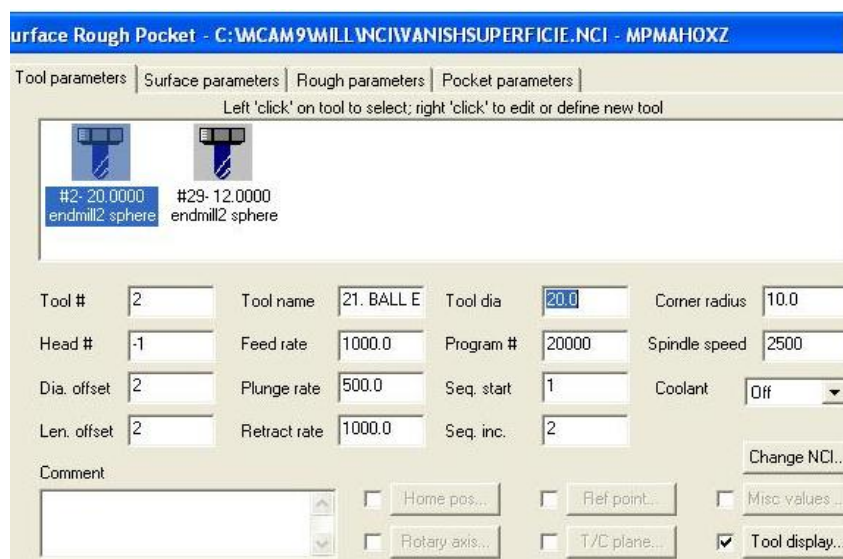 urface Rough Pocket - C:\MCAM9\MILL\NCI\VANISHSUPERFICIE.NCI - MPMAHOXZ
Tool parameters Surface parameters Rough parameters Pocket parameters
Left 'click' on tool to select; right 'click' to edit or define new tool
#2- 20.0000 #29- 12.0000
endmill2 sphere endmill2 sphere
Tool # 2 Tool name 21. BALL E Tool dia 20.0 Corner radius 10.0
Head # -1 Feed rate 1000.0 Program # 20000 Spindle speed 2500
Dia. offset 2 Plunge rate 500.0 Seq. start 1 Coolant Off
Len. offset 2 Retract rate 1000.0 Seq. inc. 2
Change NCI..
Comment
Home pos... Ref point... Misc values ..
Rotary axis... T/C plane... Tool display..